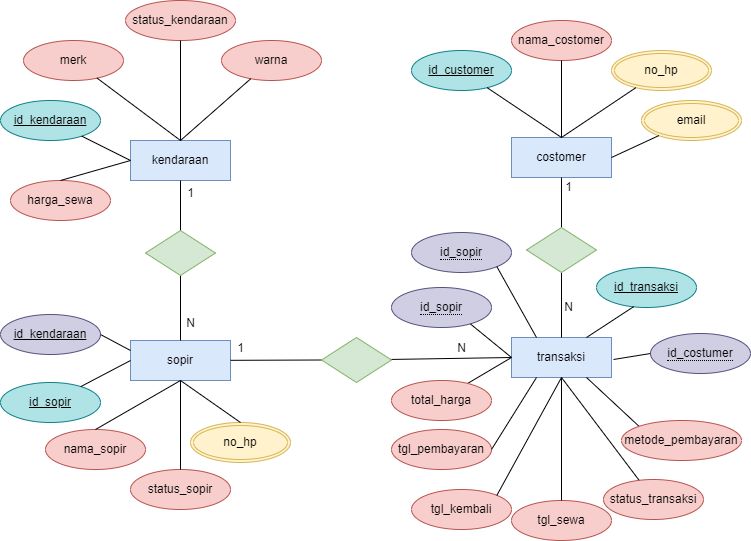 status_kendaraan
merk
warna
id_kendaraan
kendaraan
harga_sewa
1
N
nama_costomer
id_customer
no_hp
email
costomer
1
N
id_kendaraan
sopir
id_sopir
nama_sopir
no_hp
status_sopir
1
N
id_sopir
id_sopir
id_transaksi
transaksi
id_costumer
total_harga
tgl_pembayaran
metode_pembayaran
tgl_kembali
tgl_sewa
status_transaksi